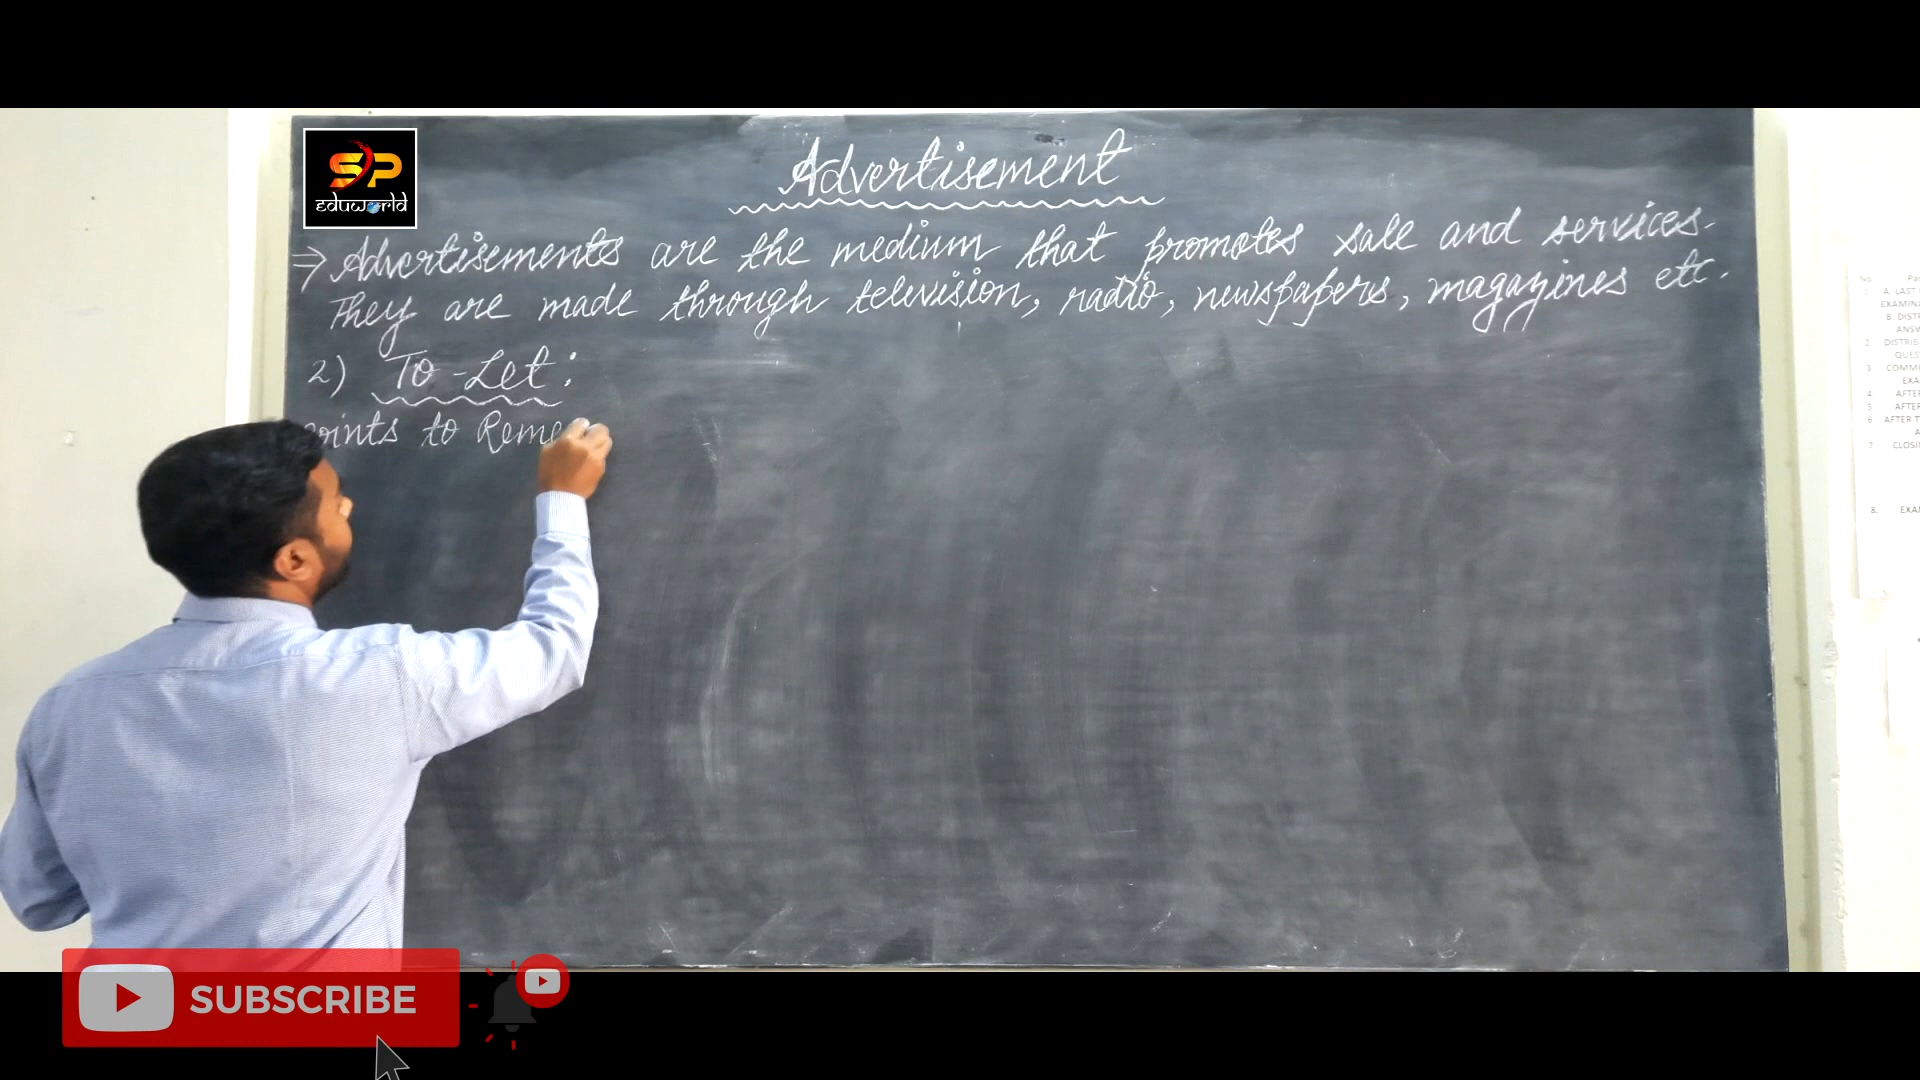 SP
eduworld
Advertisement
⇒ Advertisements are the medium that promotes sale and services.
They are made through television, radio, newspapers, magazines etc.
2) To-Let:
points to Reme
SUBSCRIBE